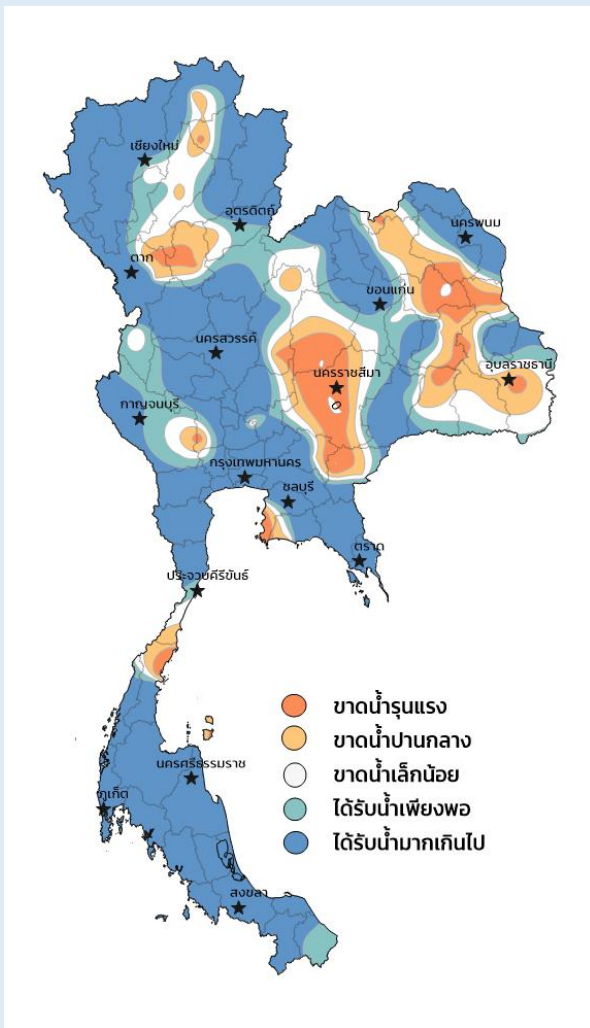 เชียงใหม่
อุตรดิตถ์
นครพนม
ตาก
ขอนแก่น
นครสวรรค์
นครราชสีมา
อุบลราชธานี
กาญจนบุรี
กรุงเทพมหานคร
ชลบุรี
ตราด
ประจวบคีรีขันธ์
ขาดน้ำรุนแรง
ขาดน้ำปานกลาง
นครศรีธรรมราช
ขาดน้ำเล็กน้อย
ภูเก็ต
ได้รับน้ำเพียงพอ
ได้รับน้ำมากเกินไป
สงขลา